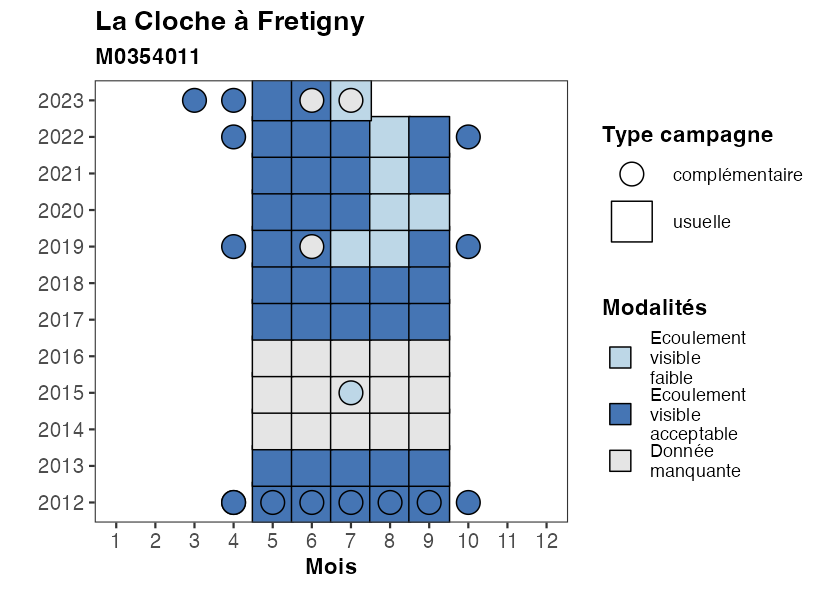 La Cloche à Fretigny
M0354011
2023
2022
2021
2020
2019
2018
2017
2016
2015
2014
2013
2012
1 2 3 4 5 6 7 8 9 10 11 12
Mois
Type campagne
complémentaire
usuelle
Modalités
Ecoulement
visible
faible
Ecoulement
visible
acceptable
Donnée
manquante